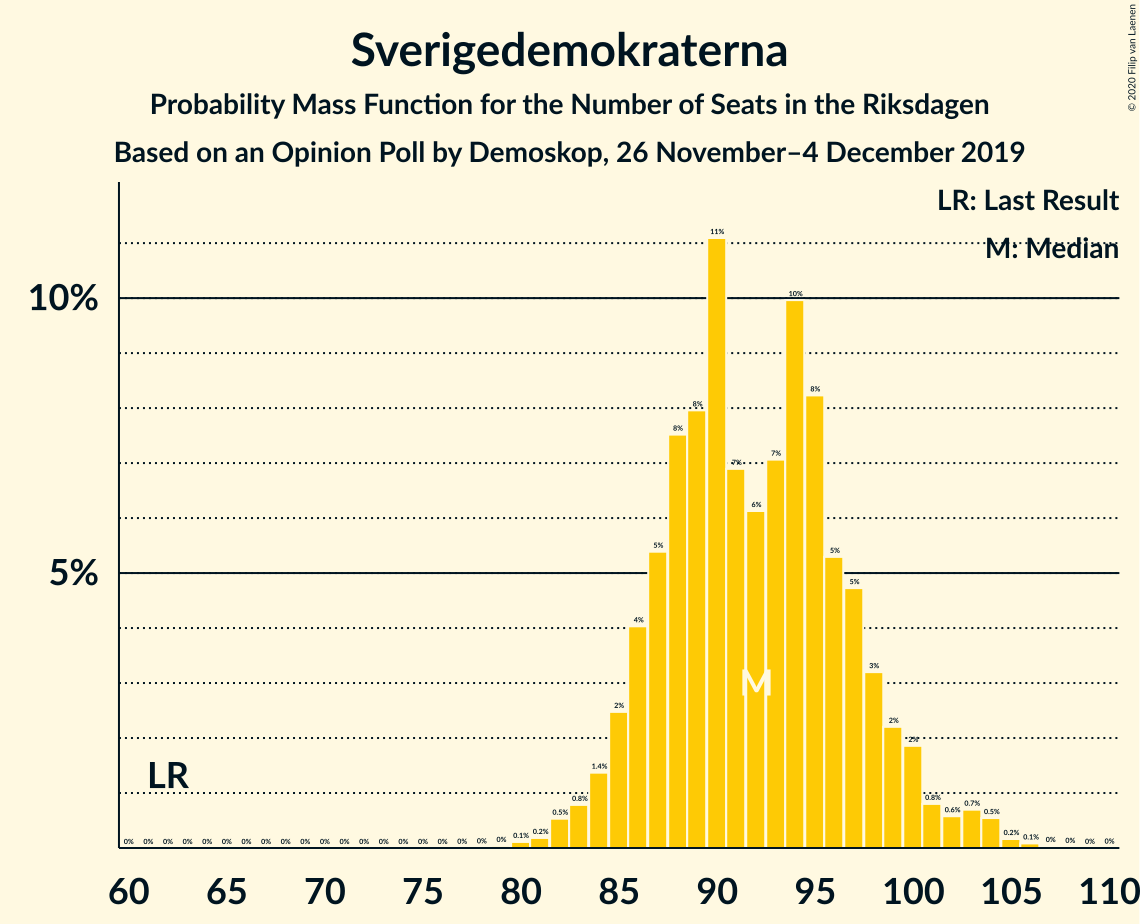 Sverigedemokraterna
Probability Mass Function for the Number of Seats in the Riksdagen
Based on an Opinion Poll by Demoskop, 26 November–4 December 2019
© 2020 Filip van Laenen
LR: Last Result
M: Median
10%
5%
LR
M
0% 0% 0% 0% 0% 0% 0% 0% 0% 0% 0% 0% 0% 0% 0% 0% 0% 0% 0% 0% 0.1% 0.2% 0.5% 0.8% 1.4% 2% 4% 5% 8% 8% 11% 7% 6% 7% 10% 8% 5% 5% 3% 2% 2% 0.8% 0.6% 0.7% 0.5% 0.2% 0.1% 0% 0% 0% 0%
60 65 70 75 80 85 90 95 100 105 110